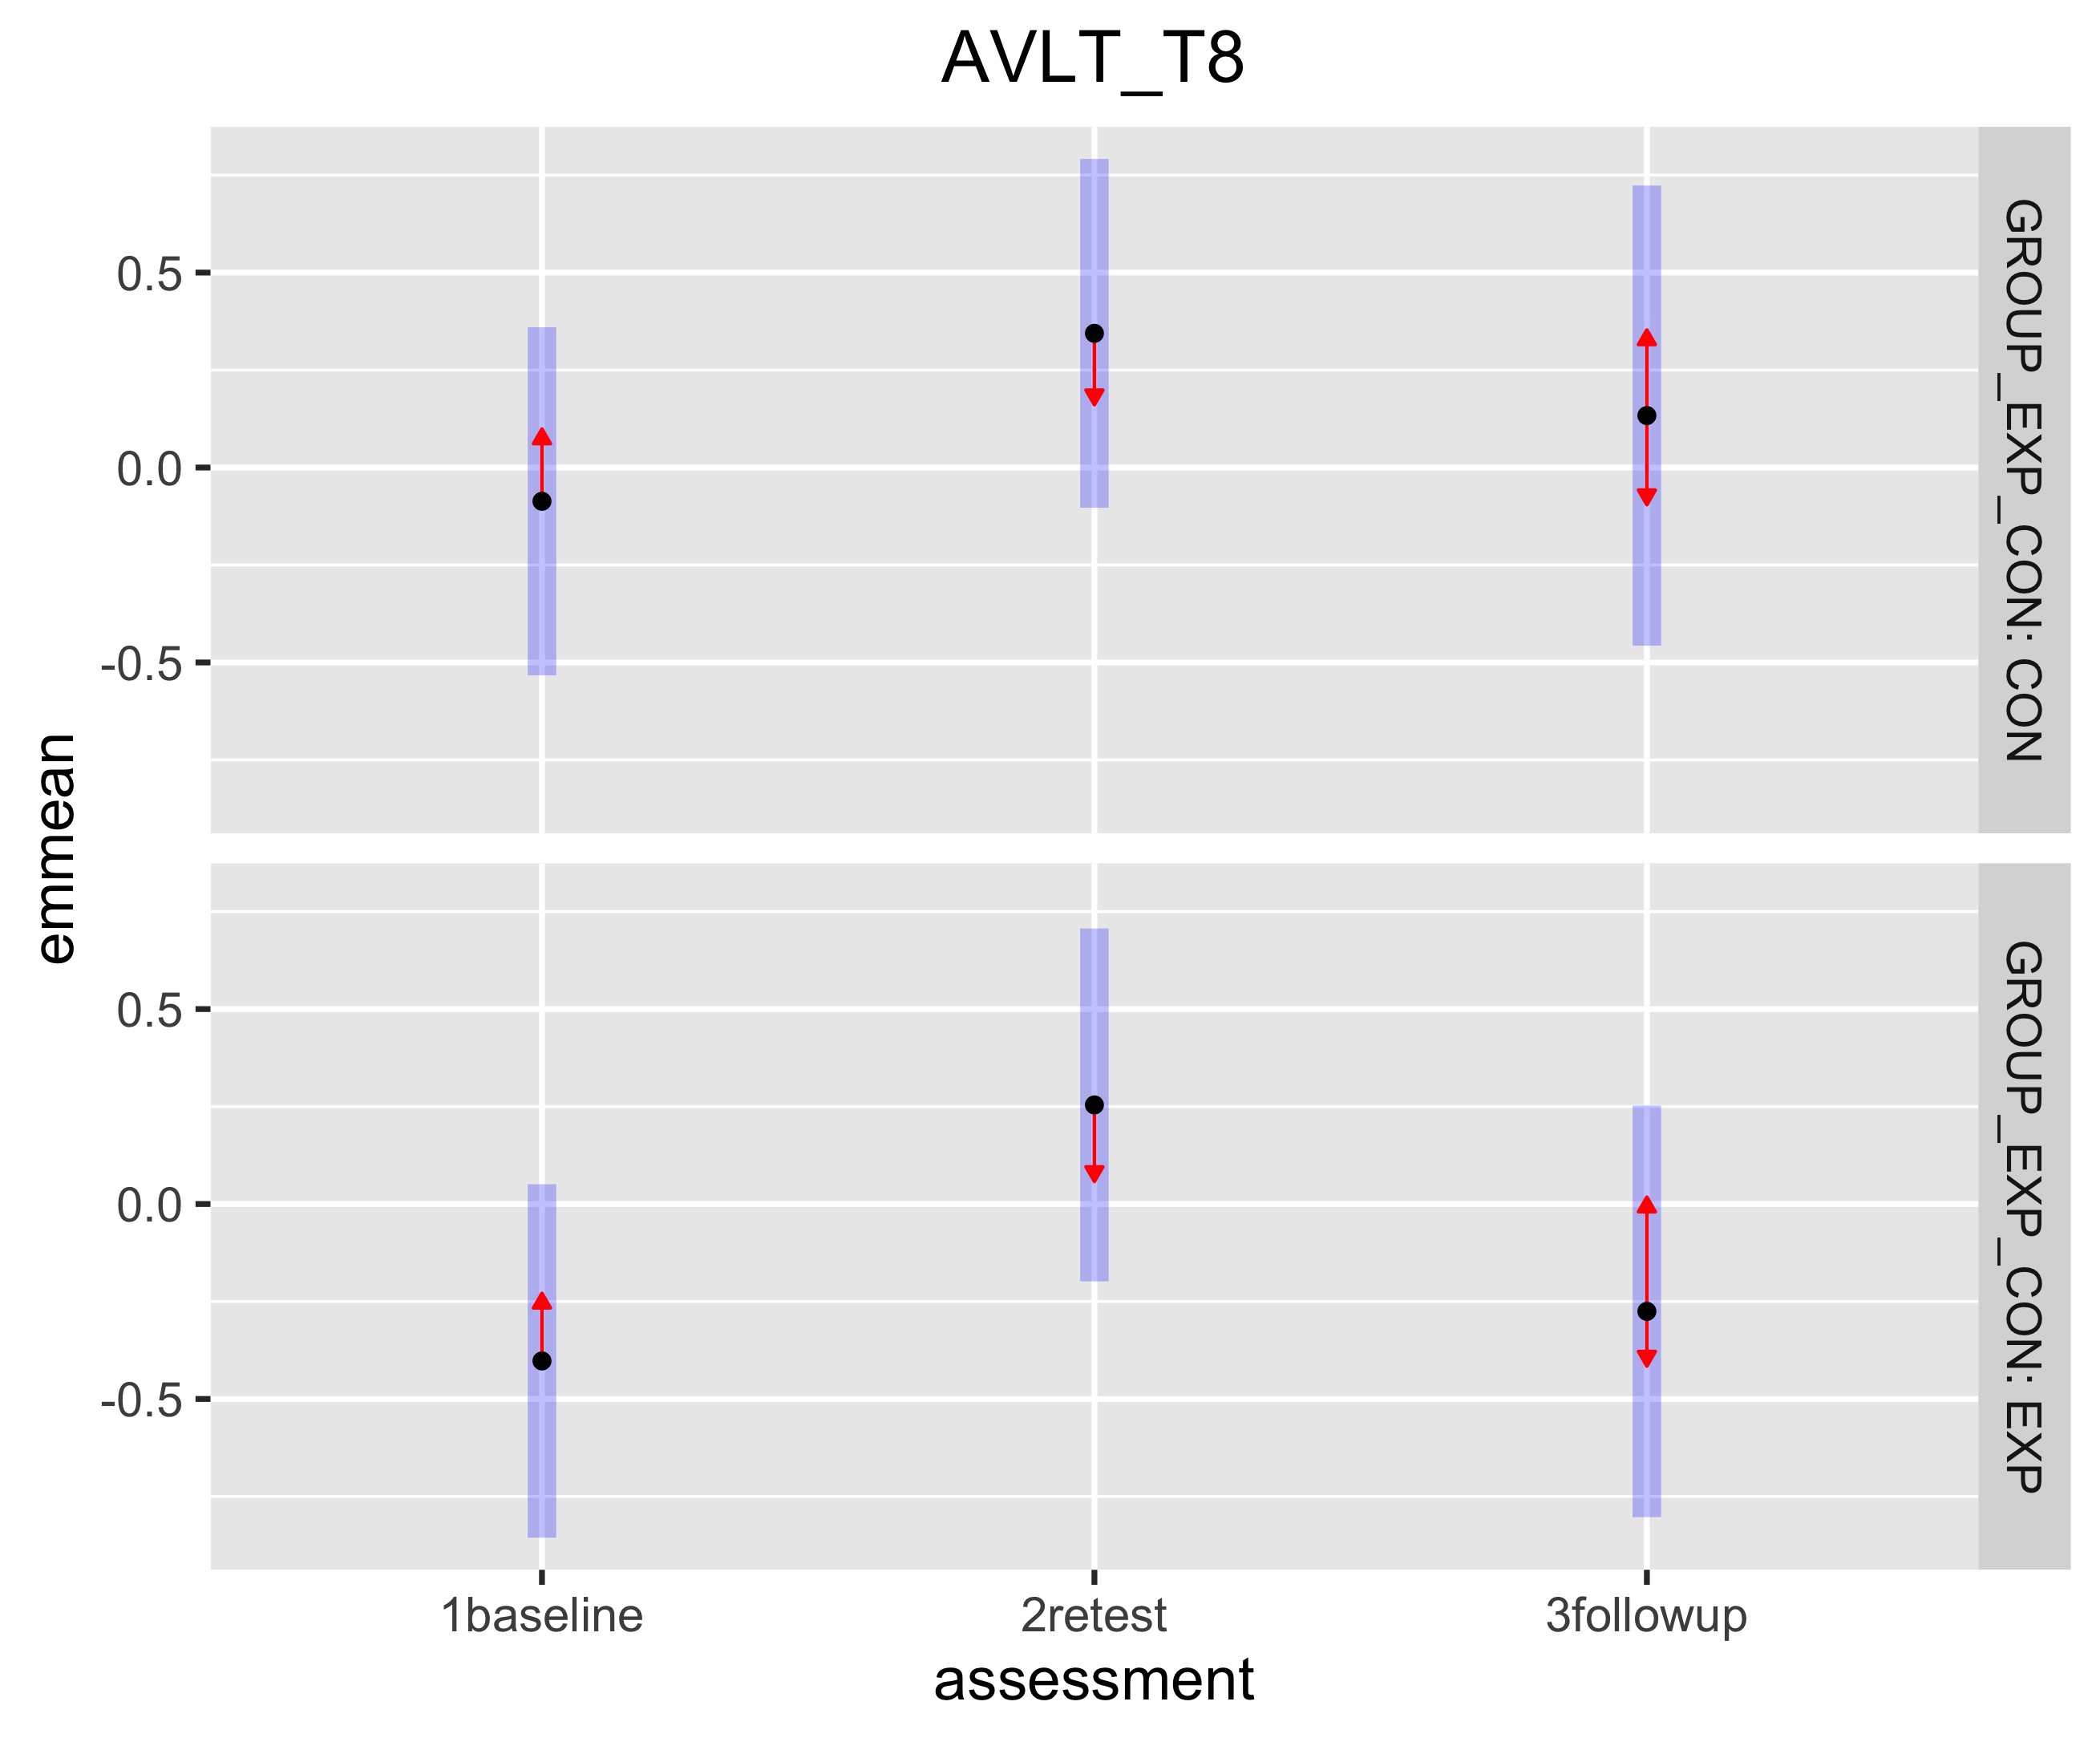 AVLT_T8
emmean
0.5
0.0
-0.5
GROUP_EXP_CON: CON
0.5
0.0
-0.5
GROUP_EXP_CON: EXP
1baseline
2retest
3followup
assessment